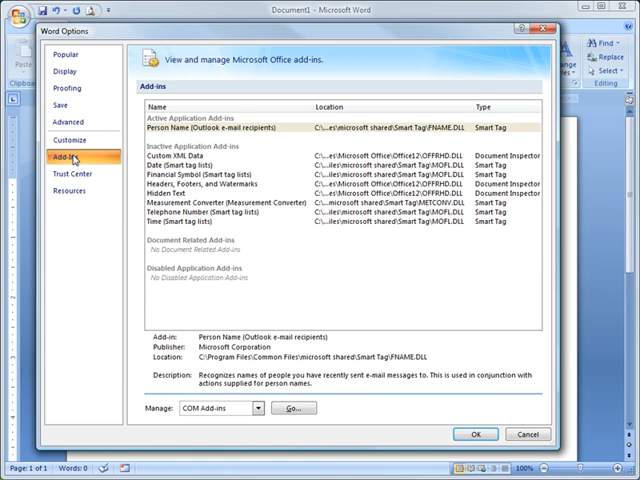 Document1 - Microsoft Word
Word Options
Paste
Clipboard
Find
Replace
Select
Editing
Popular
Display
Proofing
Save
Advanced
Customize
Add-Ins
Trust Center
Resources
View and manage Microsoft Office add-ins.
Add-ins
Name Location Type
Active Application Add-ins
Person Name (Outlook e-mail recipients) C:\...es\microsoft shared\Smart Tag\FNAME.DLL Smart Tag
Inactive Application Add-ins
Custom XML Data C:\...es\Microsoft Office\Office12\OFFRHD.DLL Document Inspector
Date (Smart tag lists) C:\...iles\microsoft shared\Smart Tag\MOFL.DLL Smart Tag
Financial Symbol (Smart tag lists) C:\...iles\microsoft shared\Smart Tag\MOFL.DLL Smart Tag
Headers, Footers, and Watermarks C:\...es\Microsoft Office\Office12\OFFRHD.DLL Document Inspector
Hidden Text C:\...es\Microsoft Office\Office12\OFFRHD.DLL Document Inspector
Measurement Converter (Measurement Converter) C:\...microsoft shared\Smart Tag\METCONV.DLL Smart Tag
Telephone Number (Smart tag lists) C:\...iles\microsoft shared\Smart Tag\MOFL.DLL Smart Tag
Time (Smart tag lists) C:\...iles\microsoft shared\Smart Tag\MOFL.DLL Smart Tag
Document Related Add-ins
No Document Related Add-ins
Disabled Application Add-ins
No Disabled Application Add-ins
Add-in: Person Name (Outlook e-mail recipients)
Publisher: Microsoft Corporation
Location: C:\Program Files\Common Files\microsoft shared\Smart Tag\FNAME.DLL
Description: Recognizes names of people you have recently sent e-mail messages to. This is used in conjunction with
actions supplied for person names.
Manage: COM Add-ins Go...
OK Cancel
Page: 1 of 1 Words: 0 100%